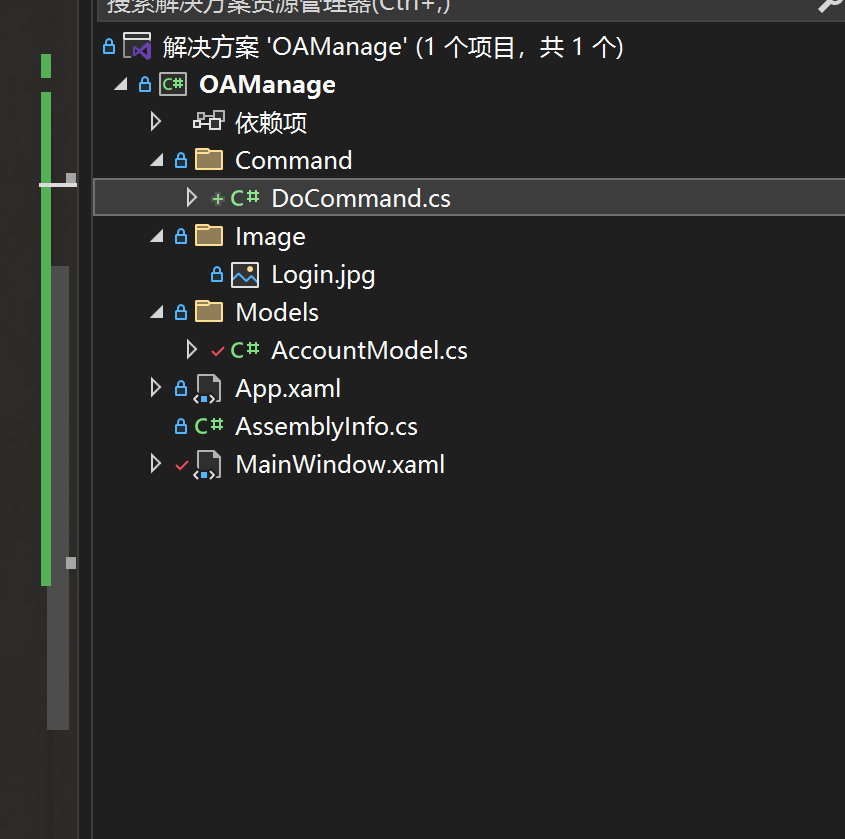 搜索解决方案资源管理器(Ctrl+;)
解决方案 'OAManage' (1 个项目，共 1 个)
C# OAManage
依赖项
Command
C# DoCommand.cs
Image
Login.jpg
Models
C# AccountModel.cs
App.xaml
C# AssemblyInfo.cs
MainWindow.xaml